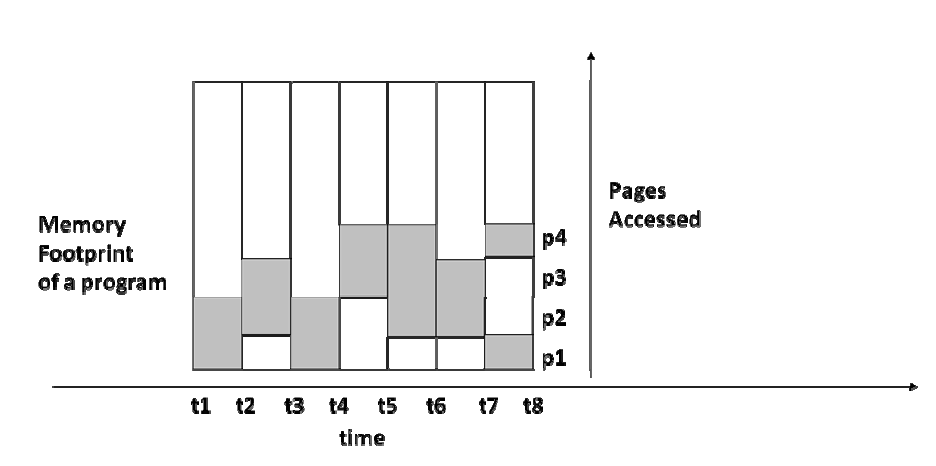 Memory
Footprint
of a program
Pages
Accessed
p4
p3
p2
p1
t1 t2 t3 t4 t5 t6 t7 t8
time